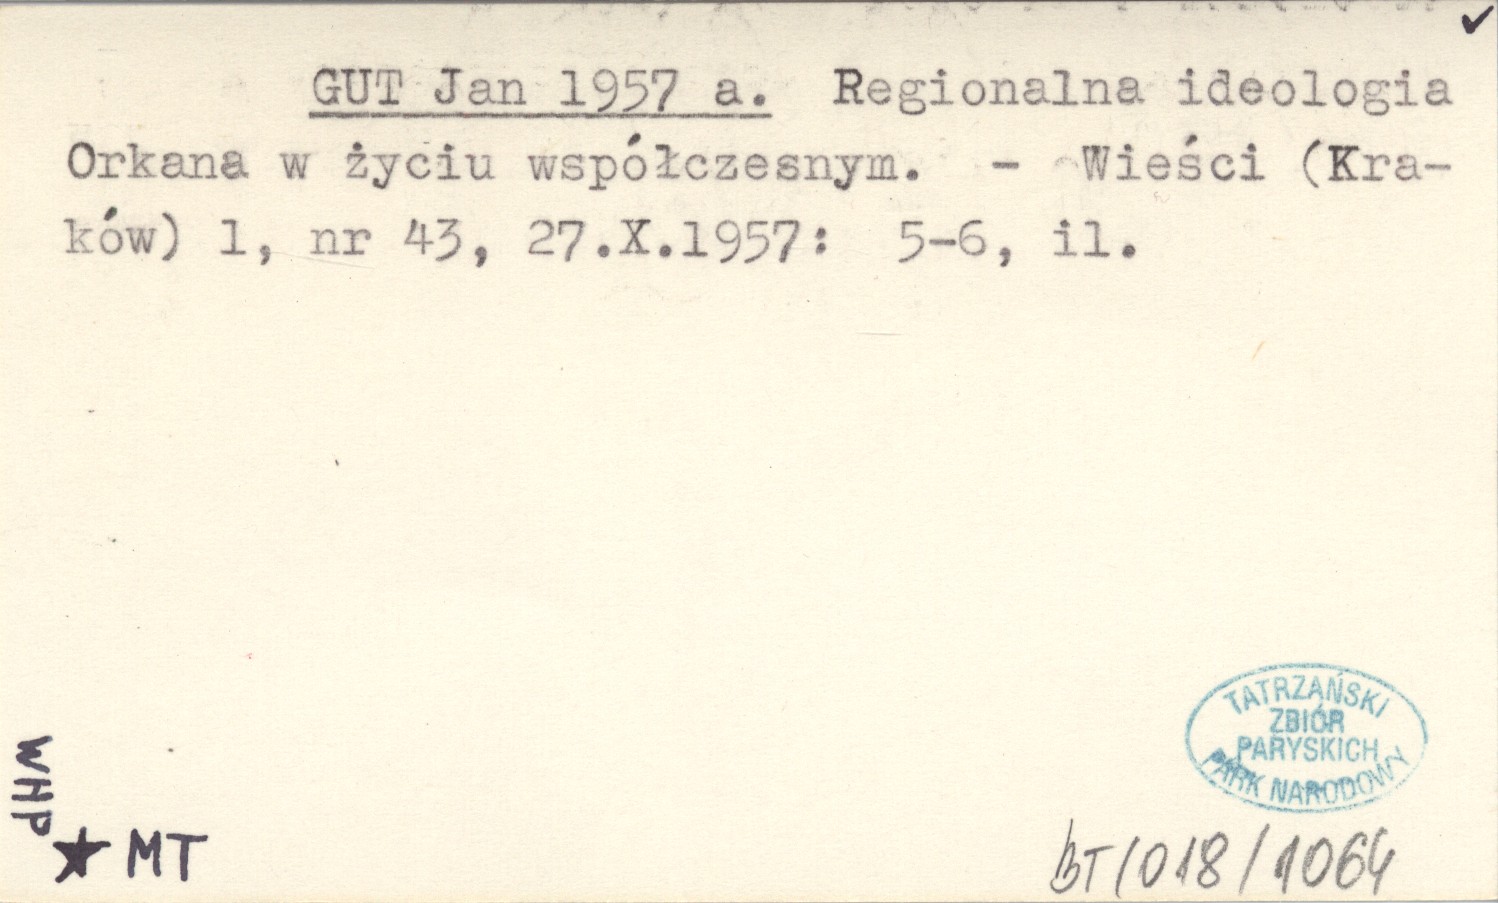 ✓
GUT Jan 1957 a. Regionalna ideologia
Orkana w życiu współczesnym. - Wieści (Kra-
ków) 1, nr 43, 27.X.1957: 5-6, il.
TATRZAŃSKI
ZBIÓR
PARYSKICH
PARK NARODOWY
WHP
★ MT
BT/018/1064